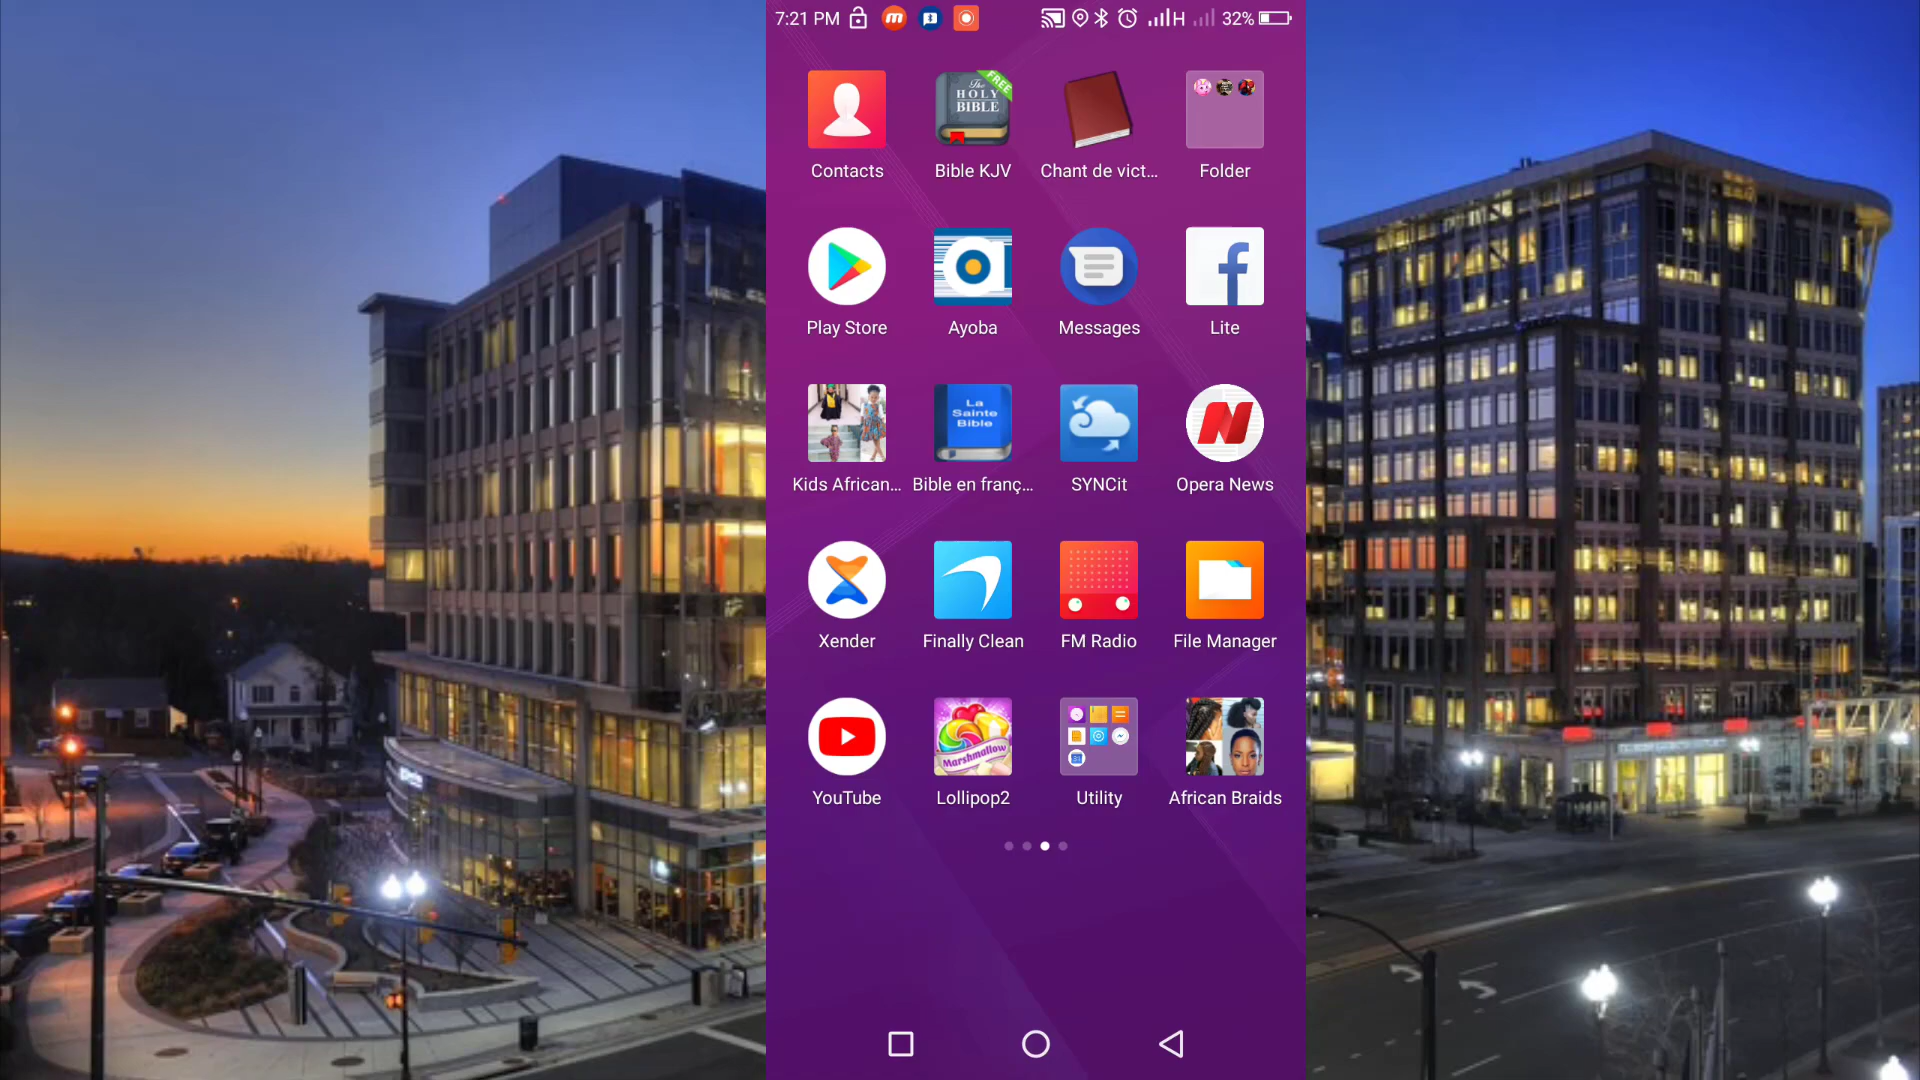 7:21 PM
H
32%
The
HOLY
BIBLE
FREE
Contacts
Bible KJV
Chant de vict...
Folder
Play Store
Ayoba
Messages
Lite
La
Sainte
Bible
Kids African...
Bible en franç...
SYNCit
Opera News
Xender
Finally Clean
FM Radio
File Manager
Marshmallow
YouTube
Lollipop2
Utility
African Braids